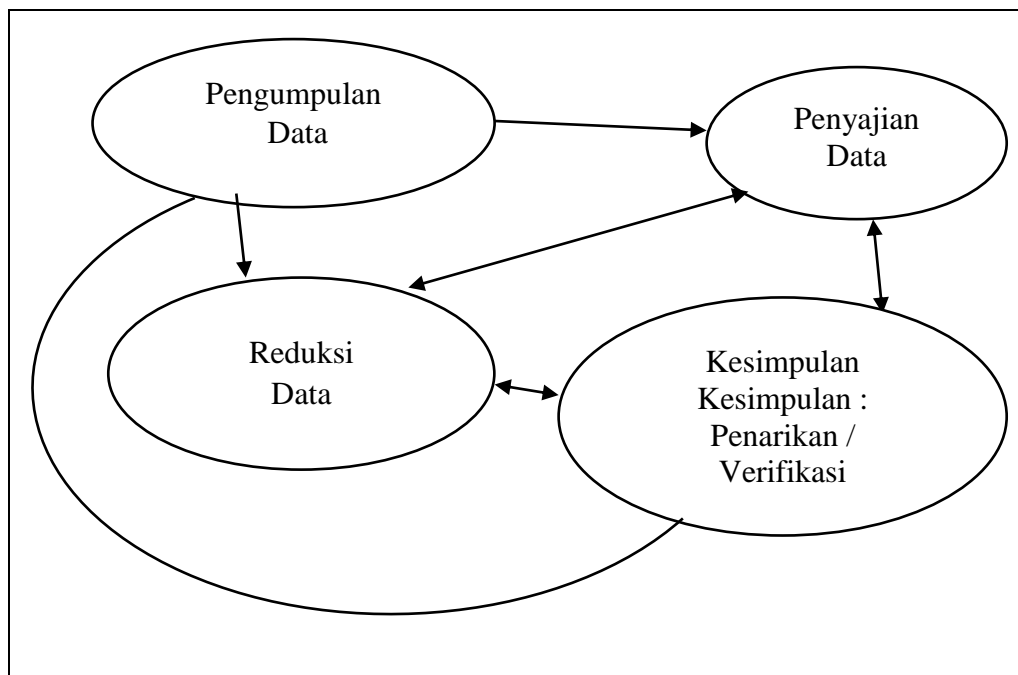 Pengumpulan
Data
Penyajian
Data
Reduksi
Data
Kesimpulan
Kesimpulan :
Penarikan /
Verifikasi